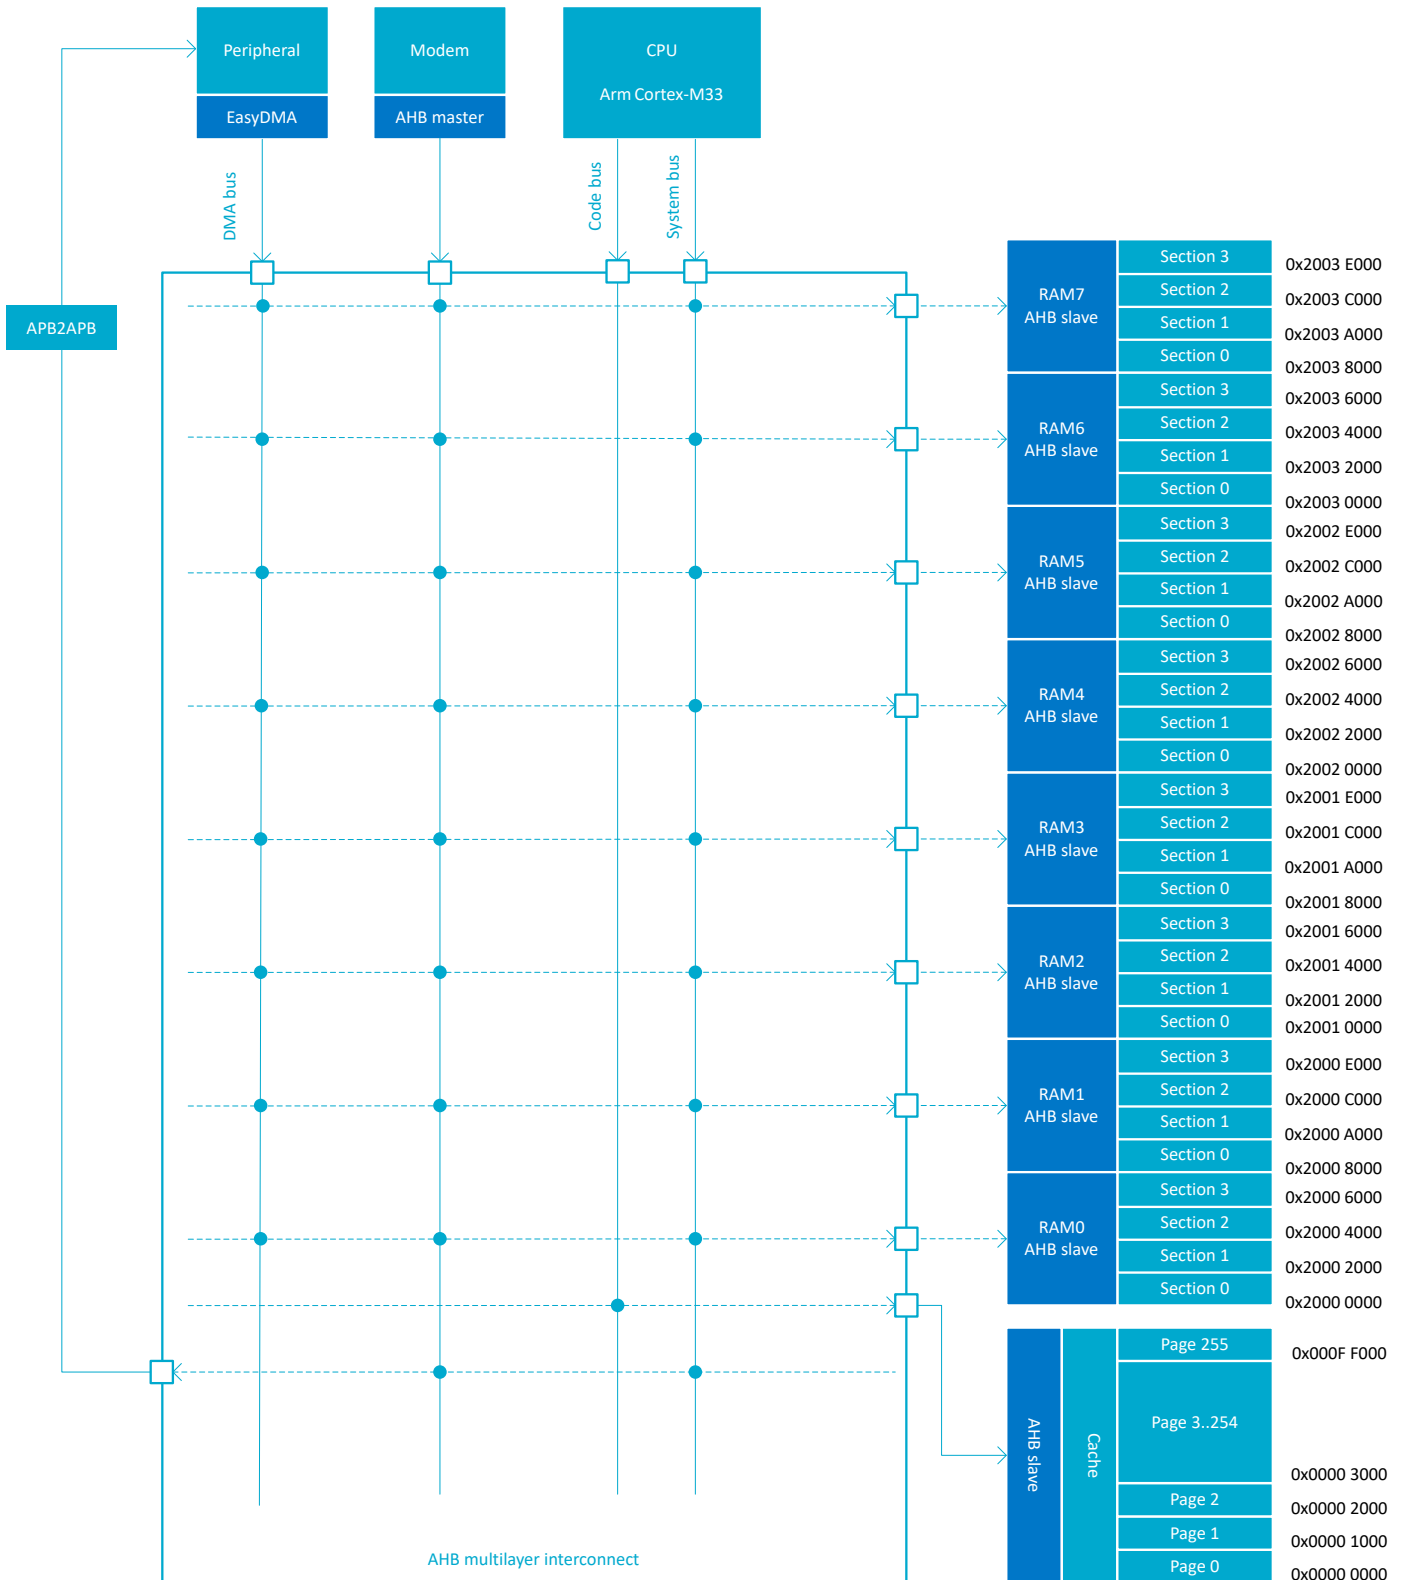 Peripheral
EasyDMA
Modem
AHB master
CPU
Arm Cortex-M33
DMA bus
Code bus
System bus
APB2APB
RAM7
AHB slave
Section 3
0x2003 E000
Section 2
0x2003 C000
Section 1
0x2003 A000
Section 0
0x2003 8000
RAM6
AHB slave
Section 3
0x2003 6000
Section 2
0x2003 4000
Section 1
0x2003 2000
Section 0
0x2003 0000
RAM5
AHB slave
Section 3
0x2002 E000
Section 2
0x2002 C000
Section 1
0x2002 A000
Section 0
0x2002 8000
RAM4
AHB slave
Section 3
0x2002 6000
Section 2
0x2002 4000
Section 1
0x2002 2000
Section 0
0x2002 0000
RAM3
AHB slave
Section 3
0x2001 E000
Section 2
0x2001 C000
Section 1
0x2001 A000
Section 0
0x2001 8000
RAM2
AHB slave
Section 3
0x2001 6000
Section 2
0x2001 4000
Section 1
0x2001 2000
Section 0
0x2001 0000
RAM1
AHB slave
Section 3
0x2000 E000
Section 2
0x2000 C000
Section 1
0x2000 A000
Section 0
0x2000 8000
RAM0
AHB slave
Section 3
0x2000 6000
Section 2
0x2000 4000
Section 1
0x2000 2000
Section 0
0x2000 0000
AHB slave
Cache
Page 255
0x000F F000
Page 3..254
0x0000 3000
Page 2
0x0000 2000
Page 1
0x0000 1000
Page 0
0x0000 0000
AHB multilayer interconnect